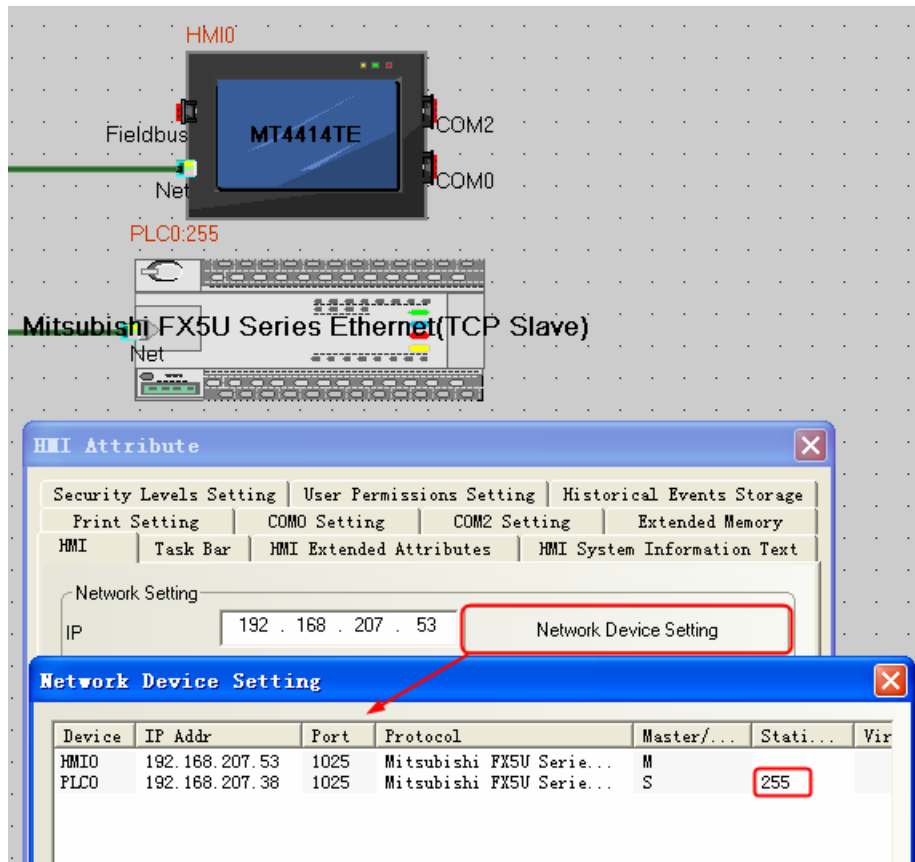 HMI0
Fieldbus
MT4414TE
COM2
COM0
Net
PLC0:255
Mitsubishi FX5U Series Ethernet(TCP Slave)
Net
HMI Attribute
Security Levels Setting User Permissions Setting Historical Events Storage
Print Setting COM0 Setting COM2 Setting Extended Memory
HMI Task Bar HMI Extended Attributes HMI System Information Text
Network Setting
IP 192 . 168 . 207 . 53 Network Device Setting
Network Device Setting
Device IP Addr Port Protocol Master/... Stati... Vir
HMI0 192.168.207.53 1025 Mitsubishi FX5U Serie... M
PLC0 192.168.207.38 1025 Mitsubishi FX5U Serie... S 255